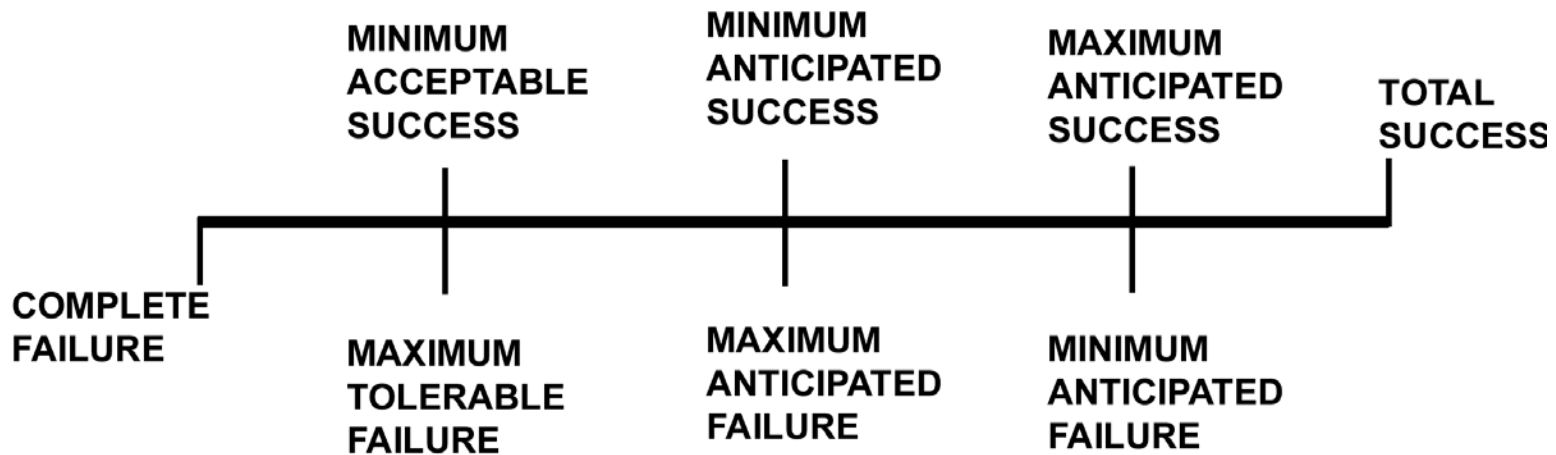 MINIMUM
ACCEPTABLE
SUCCESS
MINIMUM
ANTICIPATED
SUCCESS
MAXIMUM
ANTICIPATED
SUCCESS
TOTAL
SUCCESS
COMPLETE
FAILURE
MAXIMUM
TOLERABLE
FAILURE
MAXIMUM
ANTICIPATED
FAILURE
MINIMUM
ANTICIPATED
FAILURE